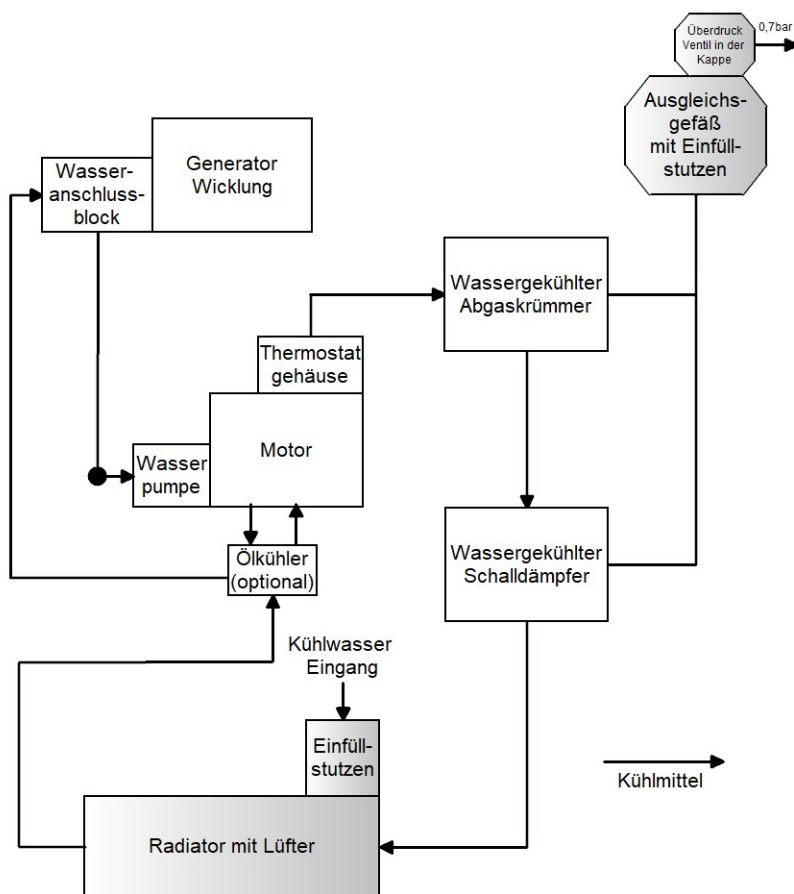 Überdruck
Ventil in der
Kappe
0,7bar
Ausgleichs-
gefäß
mit Einfüll-
stutzen
Generator
Wicklung
Wasser-
anschluss-
block
Wassergekühlter
Abgaskrümmer
Thermostat
gehäuse
Motor
Wasser
pumpe
Ölkühler
(optional)
Wassergekühlter
Schalldämpfer
Kühlwasser
Eingang
Einfüll-
stutzen
Kühlmittel
Radiator mit Lüfter